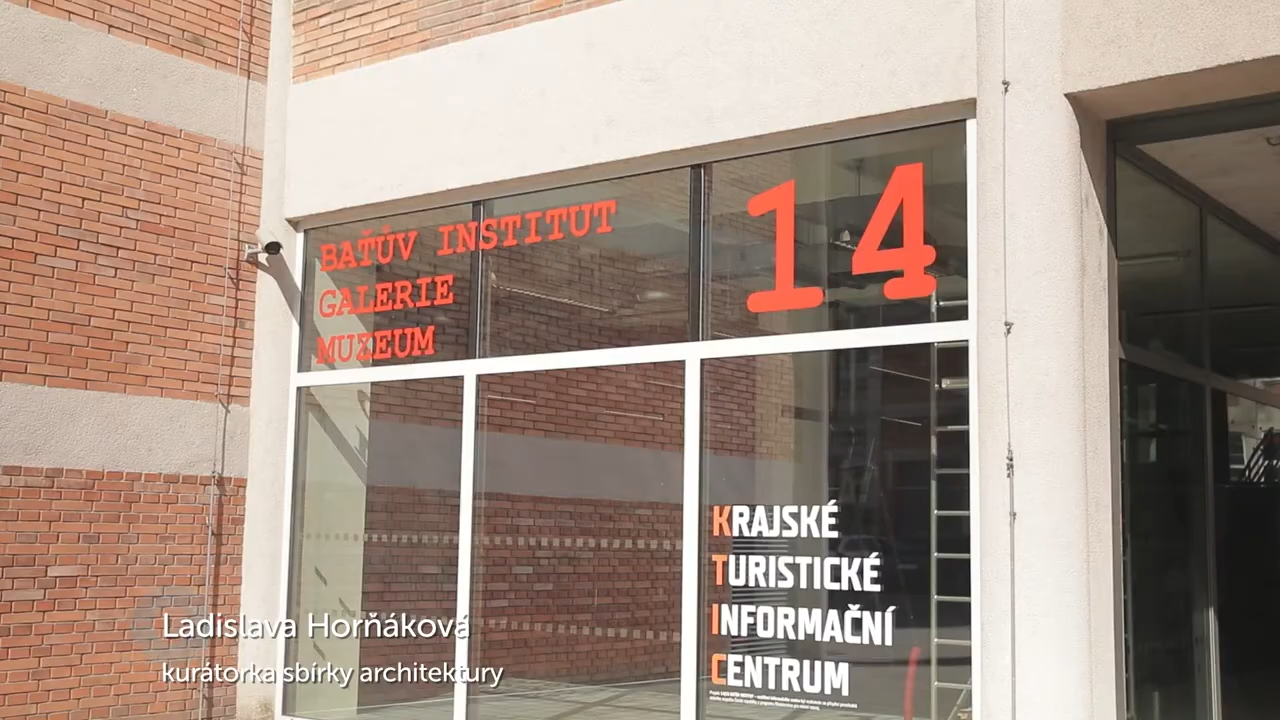 BAŤŮV INSTITUT
GALERIE
MUZEUM
14
KRAJSKÉ
TURISTICKÉ
INFORMAČNÍ
CENTRUM
Ladislava Horňáková
kurátorka sbírky architektury